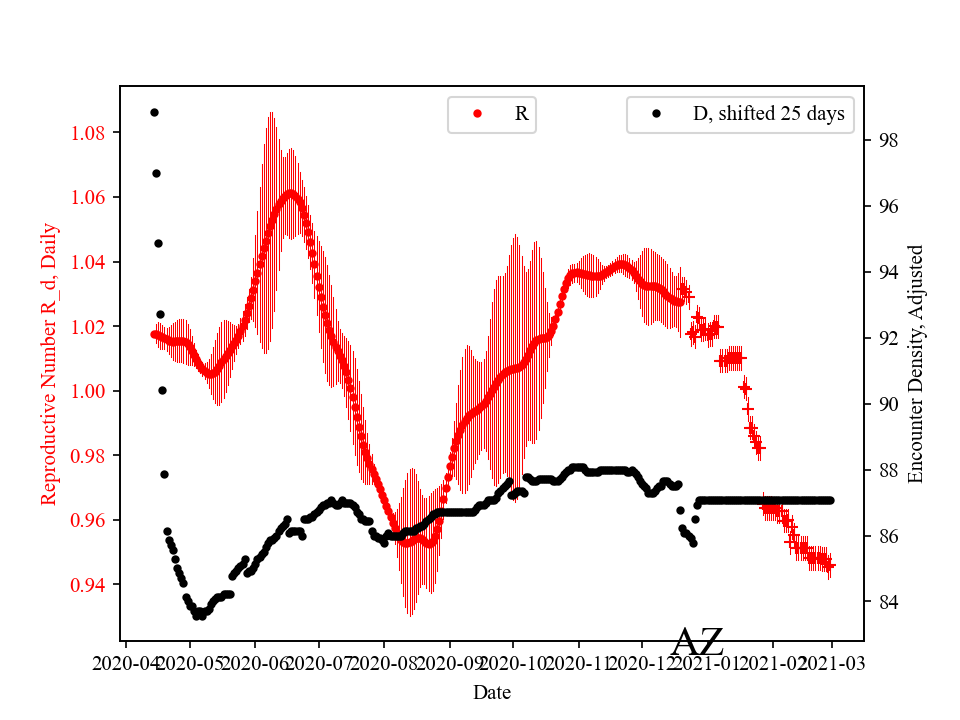 R
D, shifted 25 days
Reproductive Number R_d, Daily
1.08
1.06
1.04
1.02
1.00
0.98
0.96
0.94
98
96
94
92
90
88
86
84
Encounter Density, Adjusted
AZ
2020-04 2020-05 2020-06 2020-07 2020-08 2020-09 2020-10 2020-11 2020-12 2021-01 2021-02 2021-03
Date